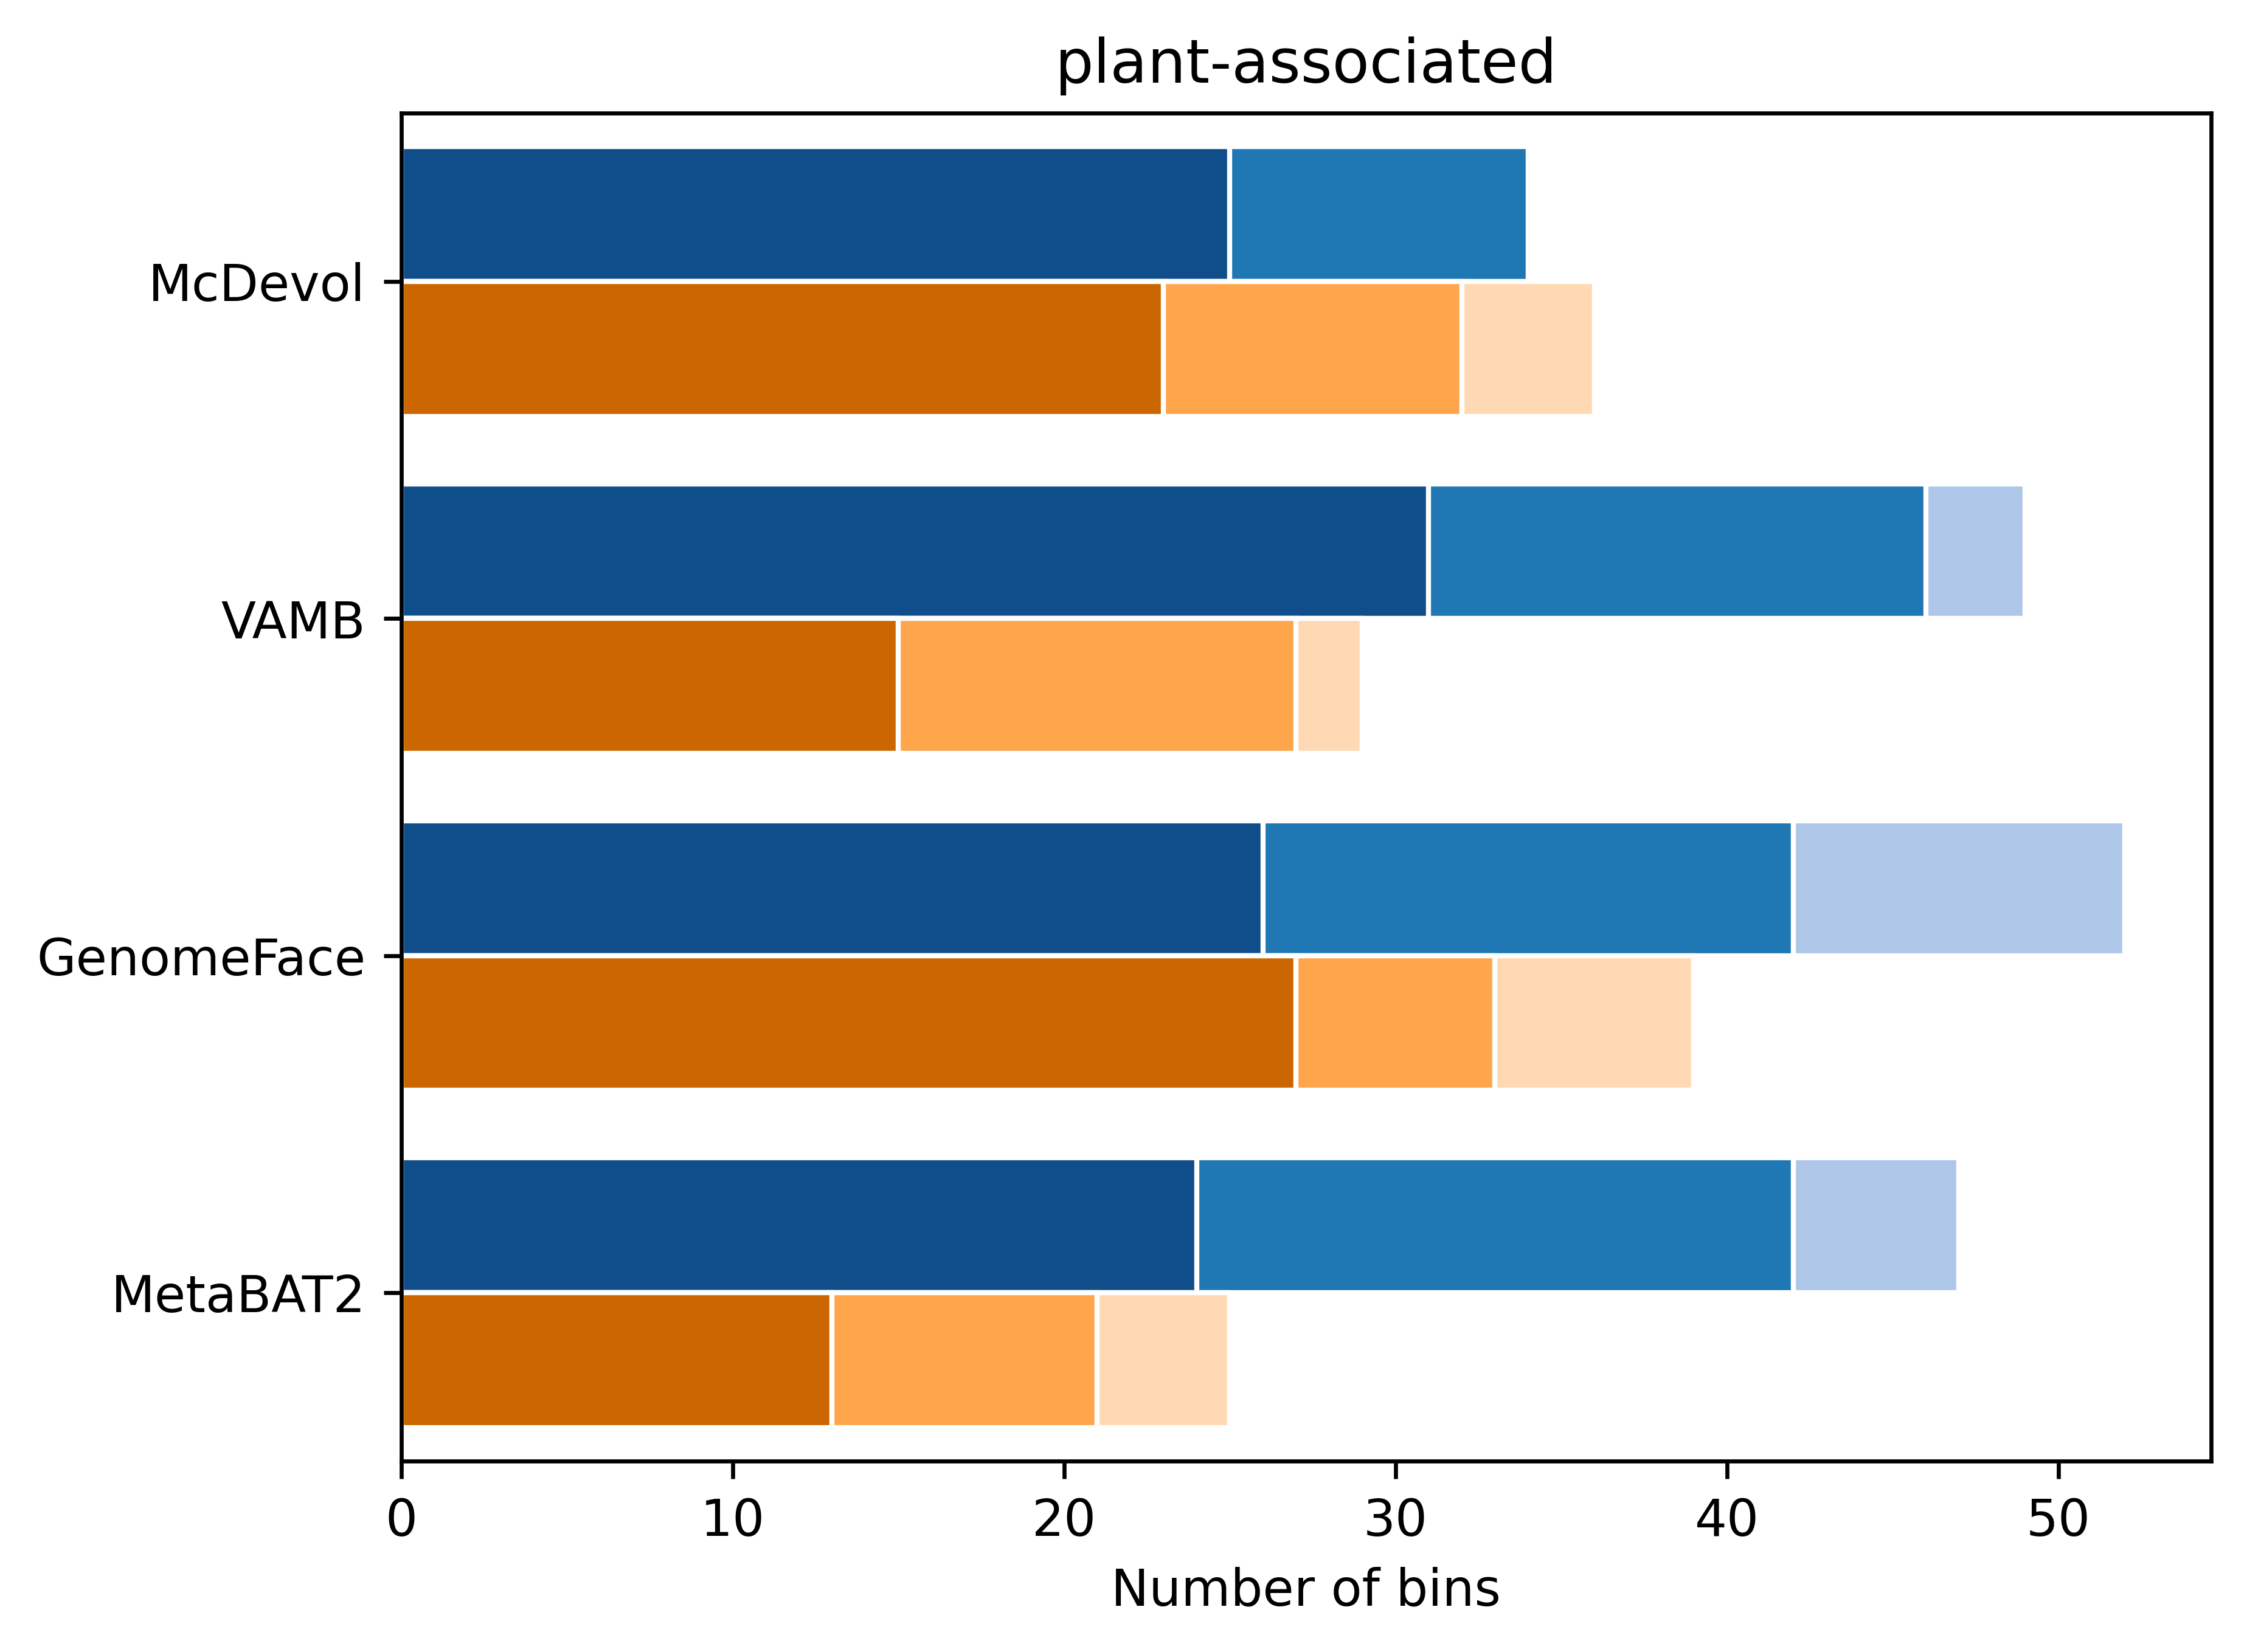 plant-associated
McDevol
VAMB
GenomeFace
MetaBAT2
0 10 20 30 40 50
Number of bins